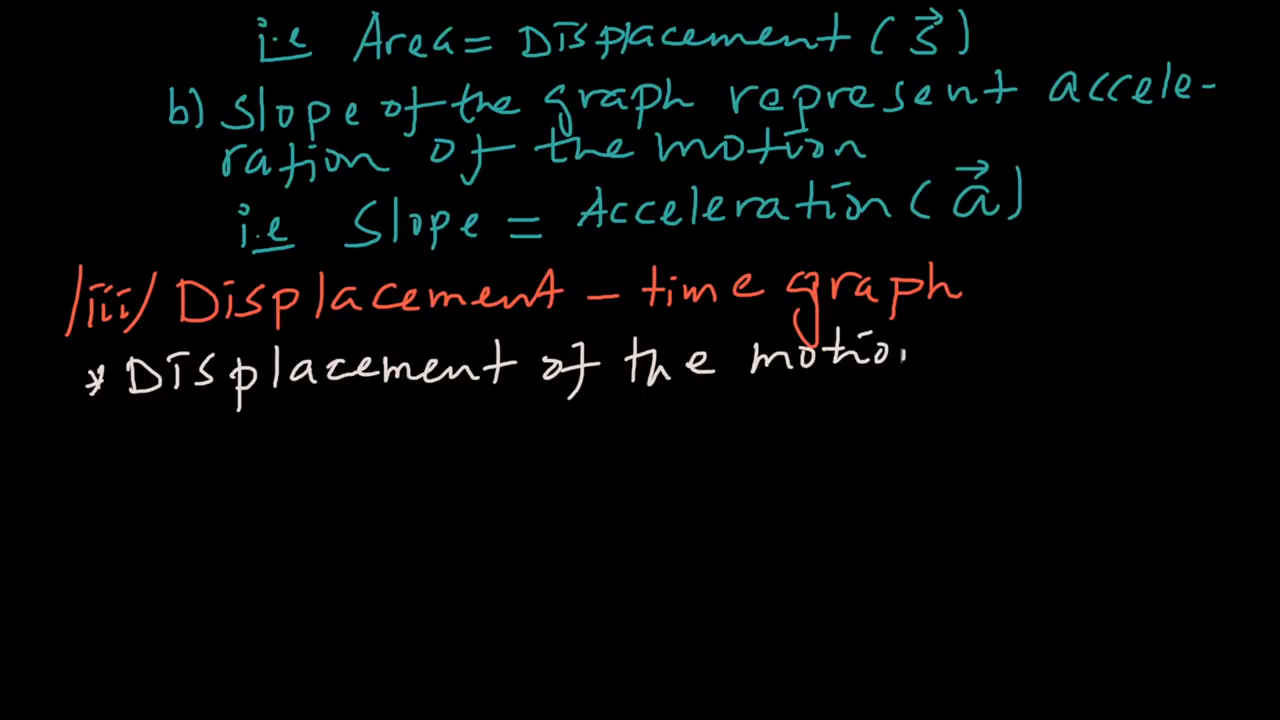 i.e Area = Displacement (s⃗)
b) Slope of the graph represent accele-
ration of the motion
i.e Slope = Acceleration (a⃗)
/iii/ Displacement - time graph
* Displacement of the motio